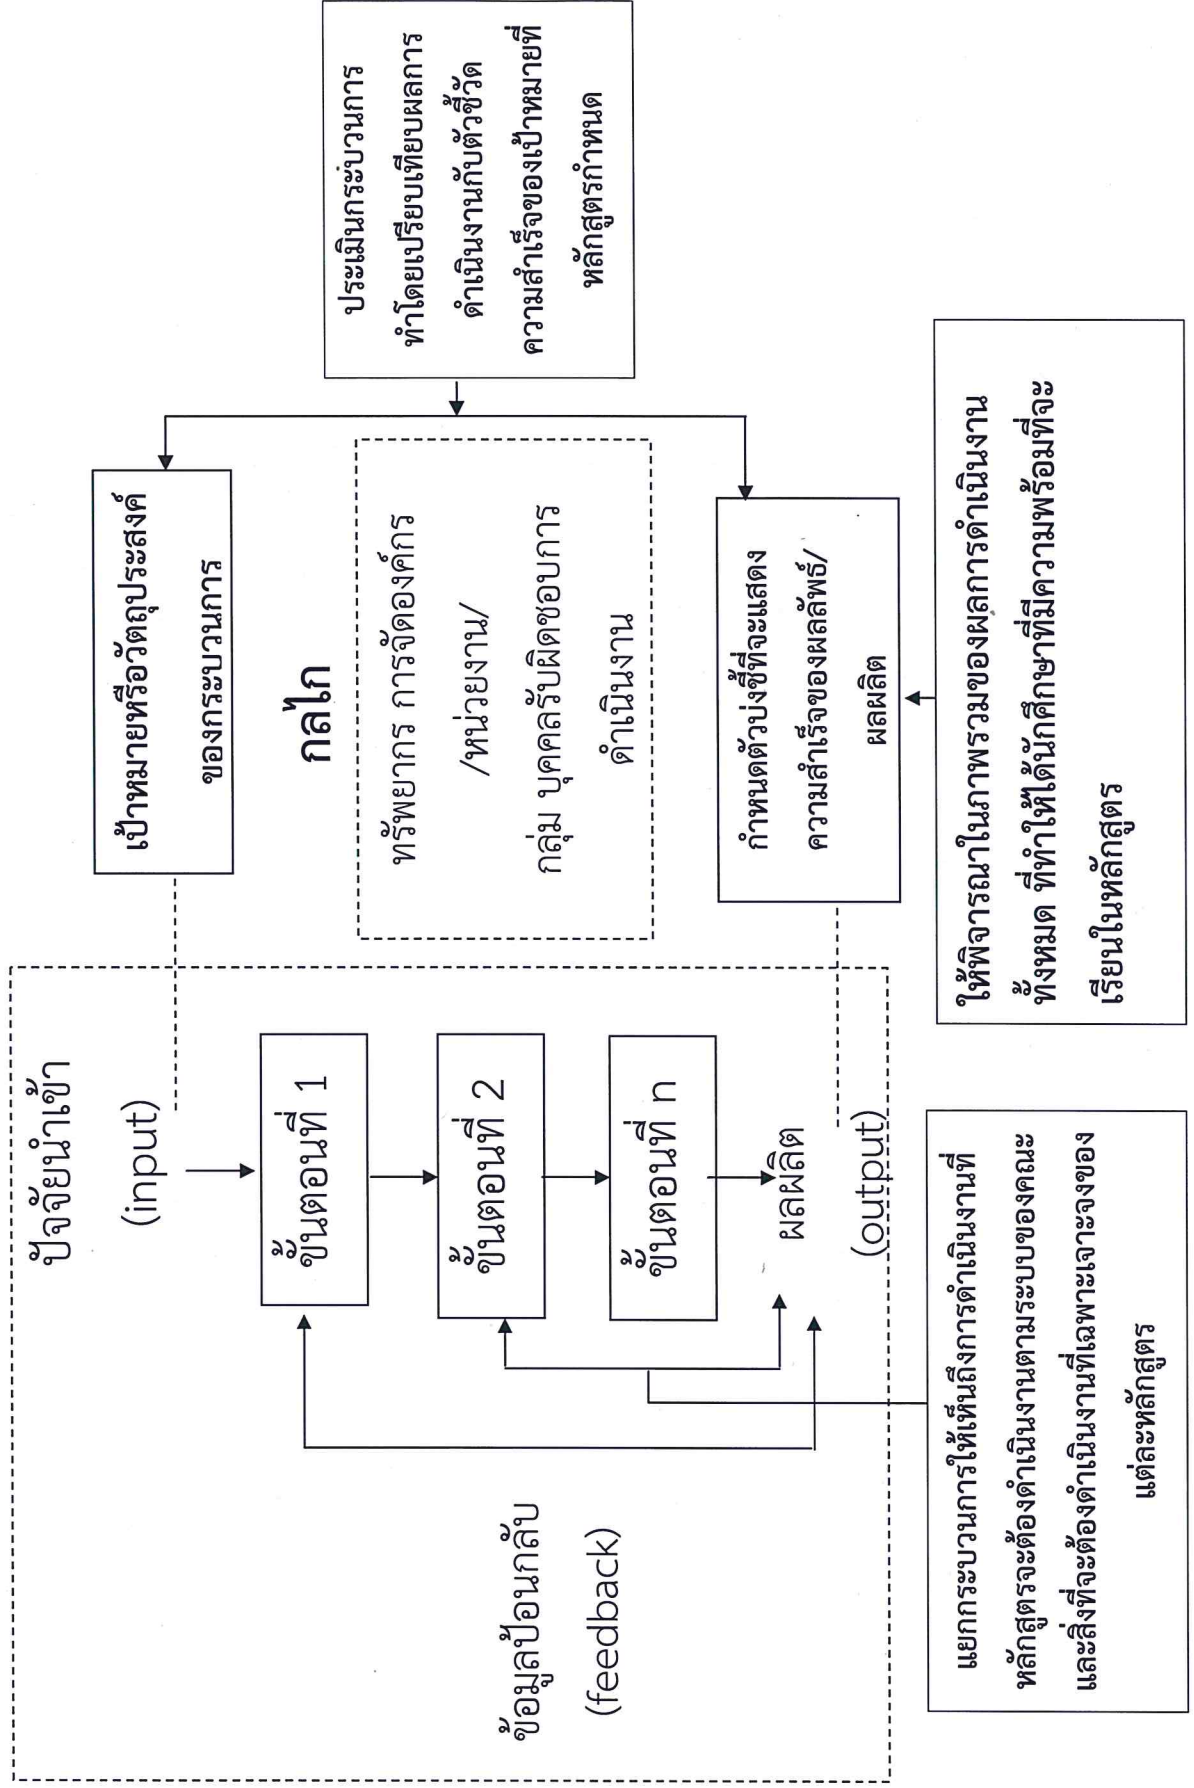 ปัจจัยนำเข้า
(input)
ขั้นตอนที่ 1
ขั้นตอนที่ 2
ขั้นตอนที่ n
ผลผลิต
(output)
ข้อมูลป้อนกลับ
(feedback)
เป้าหมายหรือวัตถุประสงค์
ของกระบวนการ
กลไก
ทรัพยากร การจัดองค์กร
/หน่วยงาน/
กลุ่ม บุคคลรับผิดชอบการ
ดำเนินงาน
กำหนดตัวบ่งชี้ที่จะแสดง
ความสำเร็จของผลลัพธ์/
ผลผลิต
ประเมินกระบวนการ
ทำโดยเปรียบเทียบผลการ
ดำเนินงานกับตัวชี้วัด
ความสำเร็จของเป้าหมายที่
หลักสูตรกำหนด
แยกกระบวนการให้เห็นถึงการดำเนินงานที่
หลักสูตรจะต้องดำเนินงานตามระบบของคณะ
และสิ่งที่จะต้องดำเนินงานที่เฉพาะเจาะจงของ
แต่ละหลักสูตร
ให้พิจารณาในภาพรวมของผลการดำเนินงาน
ทั้งหมด ที่ทำให้ได้นักศึกษาที่มีความพร้อมที่จะ
เรียนในหลักสูตร